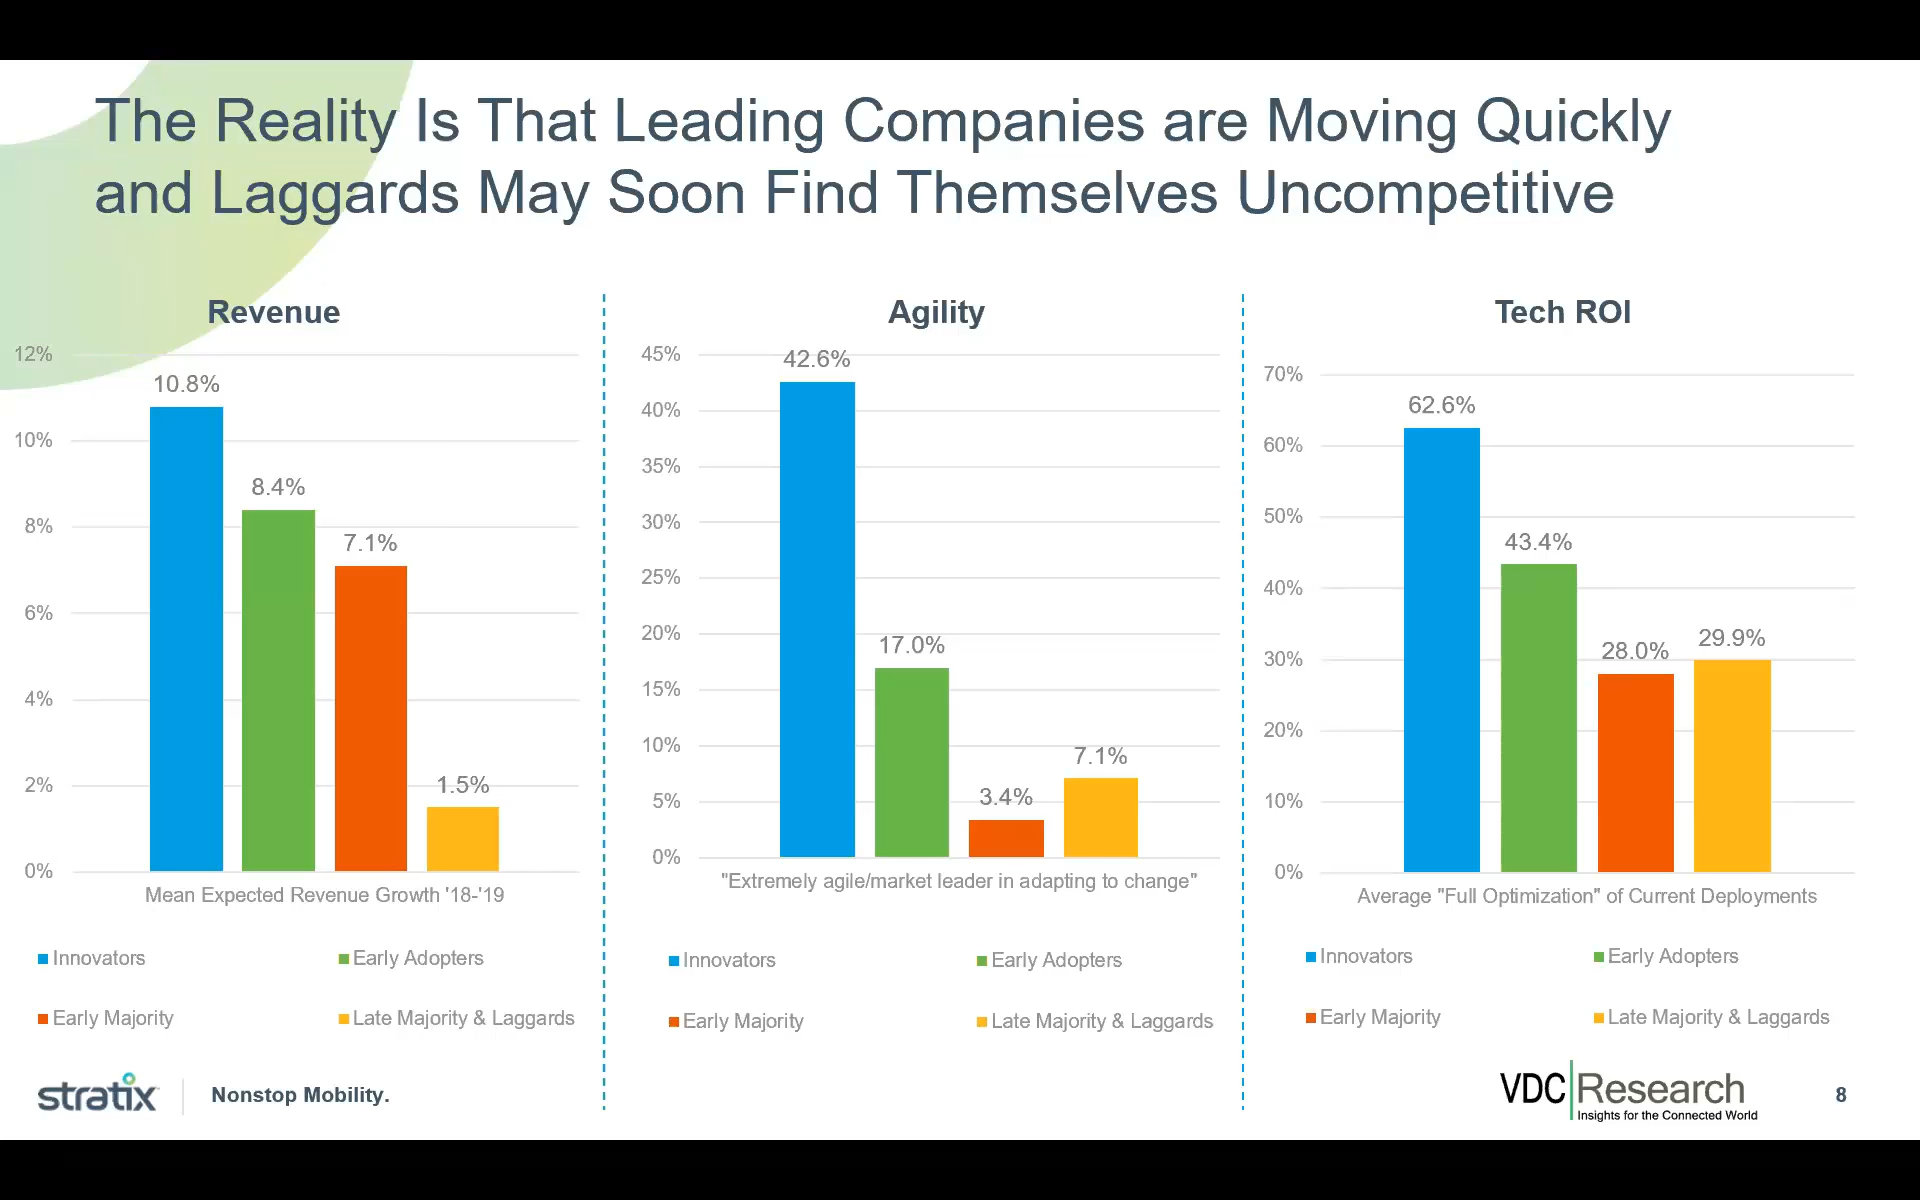 The Reality Is That Leading Companies are Moving Quickly
and Laggards May Soon Find Themselves Uncompetitive
Revenue
12%
10%
8%
6%
4%
2%
0%
10.8%
8.4%
7.1%
1.5%
Mean Expected Revenue Growth '18-'19
Innovators
Early Adopters
Early Majority
Late Majority & Laggards
Agility
45%
40%
35%
30%
25%
20%
15%
10%
5%
0%
42.6%
17.0%
3.4%
7.1%
"Extremely agile/market leader in adapting to change"
Innovators
Early Adopters
Early Majority
Late Majority & Laggards
Tech ROI
70%
60%
50%
40%
30%
20%
10%
0%
62.6%
43.4%
28.0%
29.9%
Average "Full Optimization" of Current Deployments
Innovators
Early Adopters
Early Majority
Late Majority & Laggards
stratix
Nonstop Mobility.
VDC Research
Insights for the Connected World
8